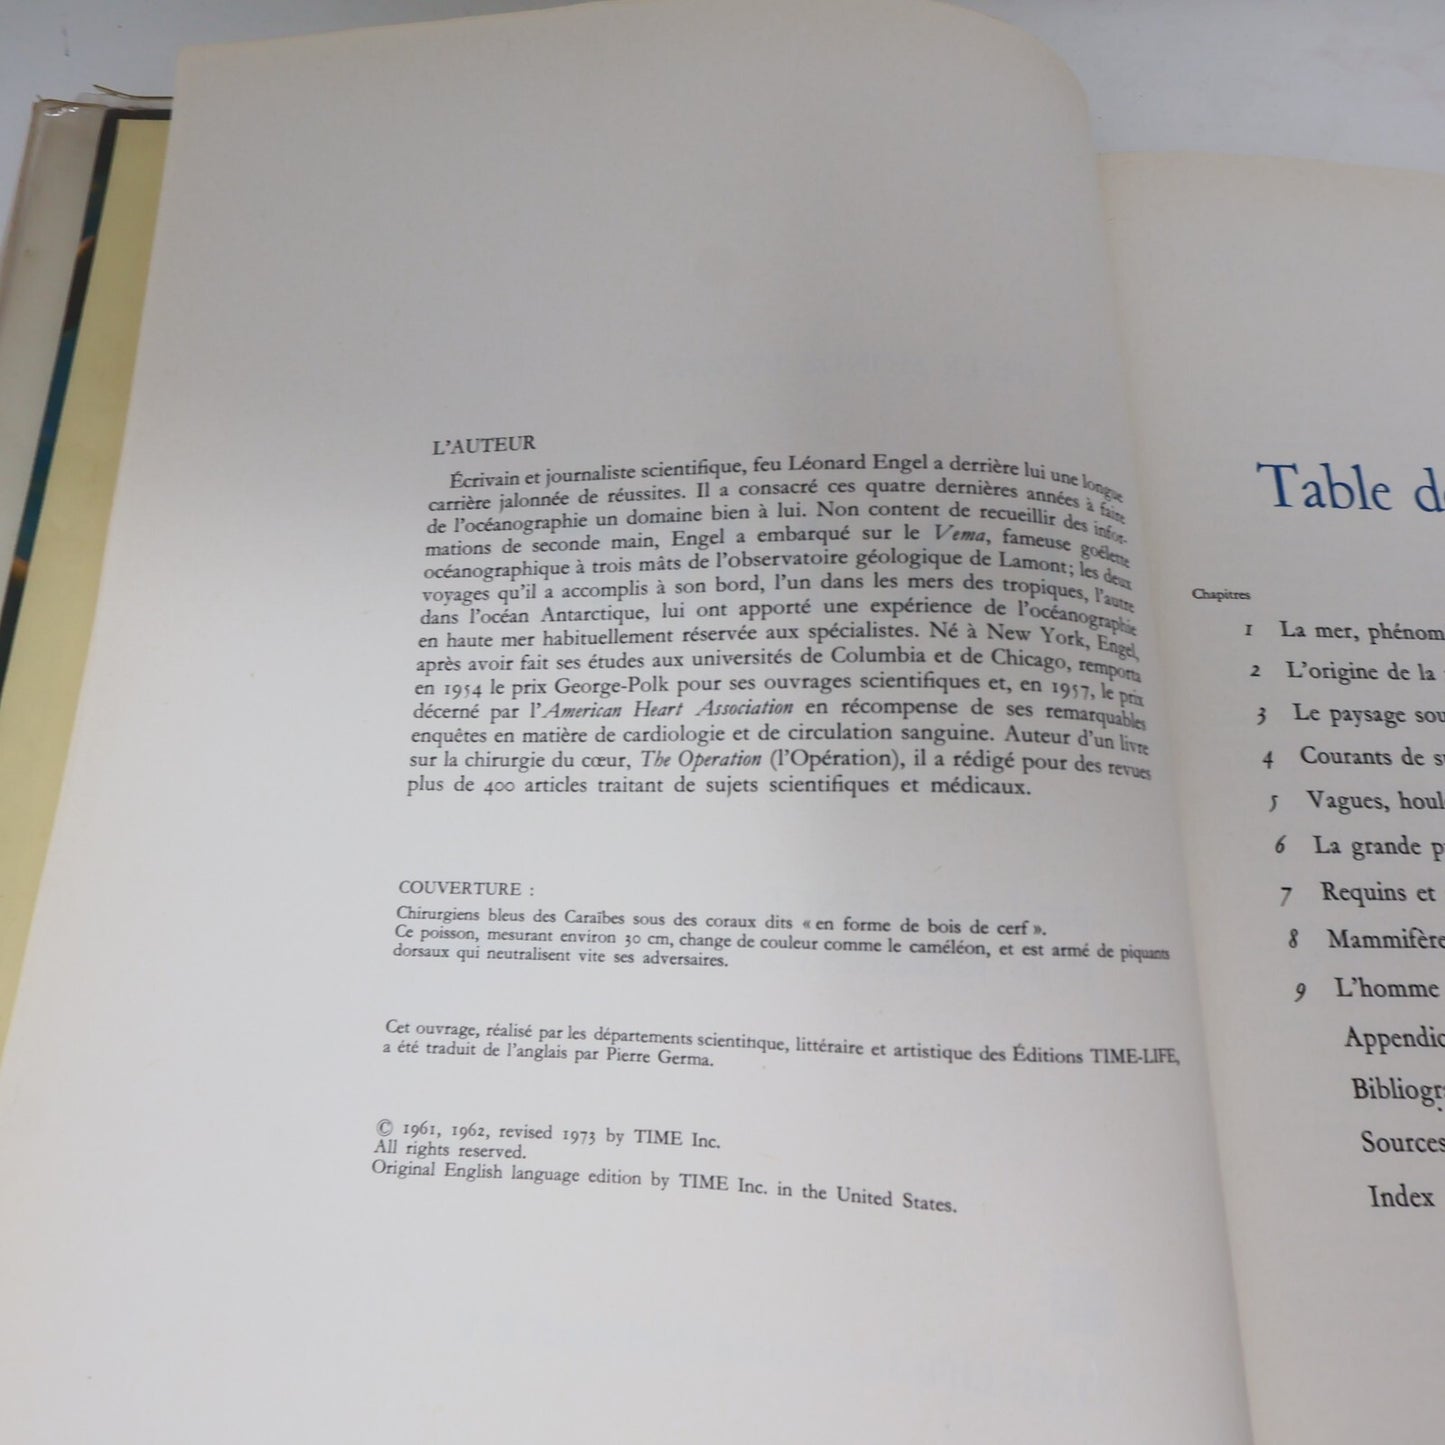 L'AUTEUR
Écrivain et journaliste scientifique, feu Léonard Engel a derrière lui une longue
carrière jalonnée de réussites. Il a consacré ces quatre dernières années à faire
de l'océanographie un domaine bien à lui. Non content de recueillir des infor-
mations de seconde main, Engel a embarqué sur le Vema, fameuse goélette
océanographique à trois mâts de l'observatoire géologique de Lamont; les deux
voyages qu'il a accomplis à son bord, l'un dans les mers des tropiques, l'autre
dans l'océan Antarctique, lui ont apporté une expérience de l'océanographie
en haute mer habituellement réservée aux spécialistes. Né à New York, Engel,
après avoir fait ses études aux universités de Columbia et de Chicago, remporta
en 1954 le prix George-Polk pour ses ouvrages scientifiques et, en 1957, le prix
décerné par l'American Heart Association en récompense de ses remarquables
enquêtes en matière de cardiologie et de circulation sanguine. Auteur d'un livre
sur la chirurgie du cœur, The Operation (l'Opération), il a rédigé pour des revues
plus de 400 articles traitant de sujets scientifiques et médicaux.
COUVERTURE :
Chirurgiens bleus des Caraïbes sous des coraux dits « en forme de bois de cerf ».
Ce poisson, mesurant environ 30 cm, change de couleur comme le caméléon, et est armé de piquants
dorsaux qui neutralisent vite ses adversaires.
Cet ouvrage, réalisé par les départements scientifique, littéraire et artistique des Éditions TIME-LIFE,
a été traduit de l'anglais par Pierre Germa.
© 1961, 1962, revised 1973 by TIME Inc.
All rights reserved.
Original English language edition by TIME Inc. in the United States.
Table
Chapitres
1 La mer,
2 L'origine de la
3 Le paysage
4 Courants de
5 Vagues,
6 La grande
7 Requins et
8
9 L'homme
Sources
Index